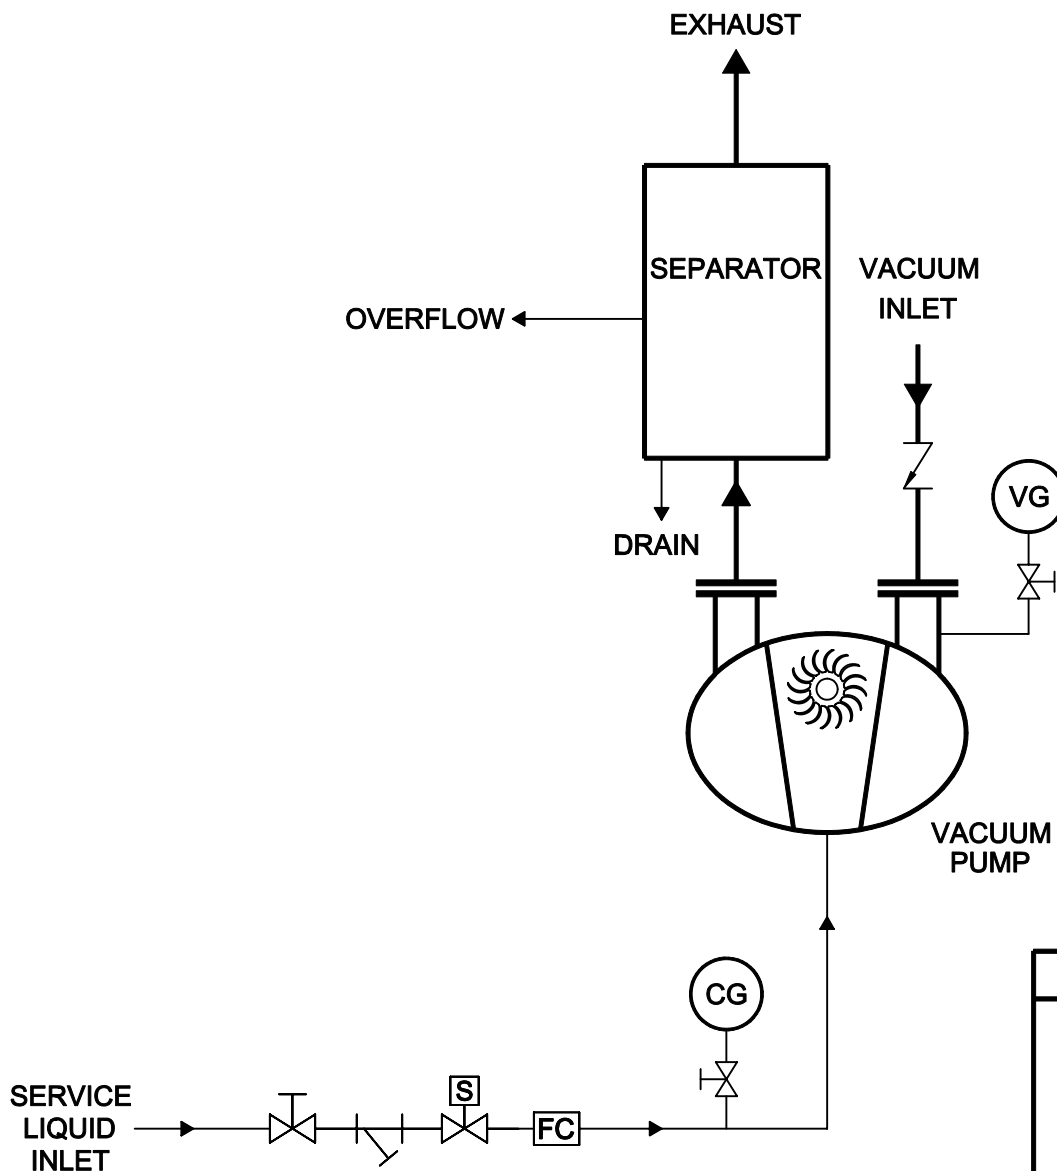 EXHAUST
SEPARATOR
VACUUM
INLET
OVERFLOW
VG
DRAIN
VACUUM
PUMP
CG
SERVICE
LIQUID
INLET
S
FC